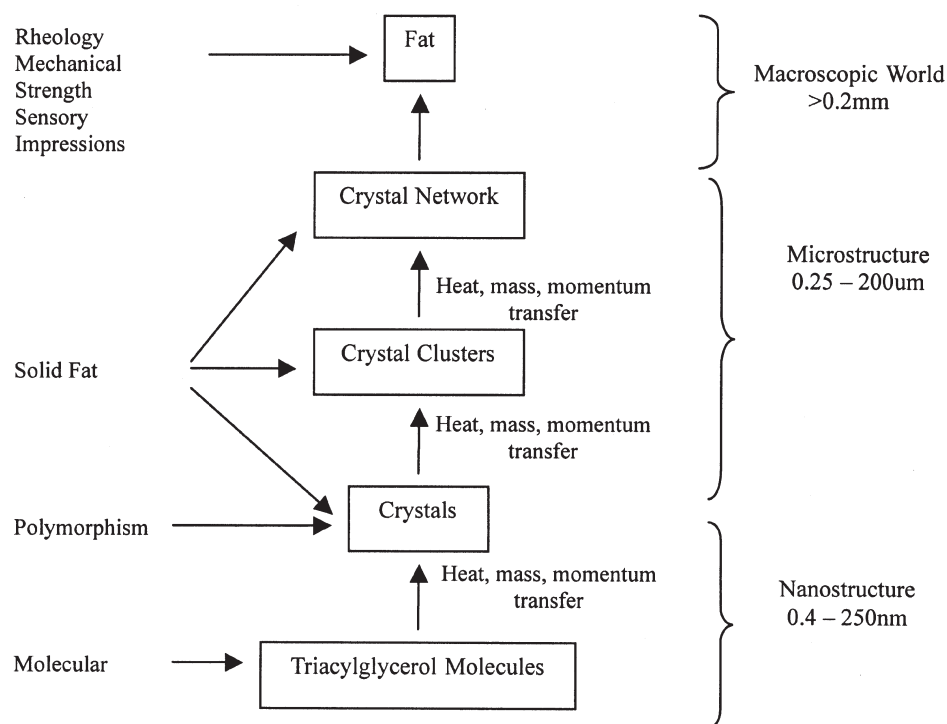 Rheology
Mechanical
Strength
Sensory
Impressions
Fat
Macroscopic World
>0.2mm
Crystal Network
Microstructure
0.25 – 200um
Heat, mass, momentum
transfer
Solid Fat
Crystal Clusters
Heat, mass, momentum
transfer
Polymorphism
Crystals
Heat, mass, momentum
transfer
Nanostructure
0.4 – 250nm
Molecular
Triacylglycerol Molecules